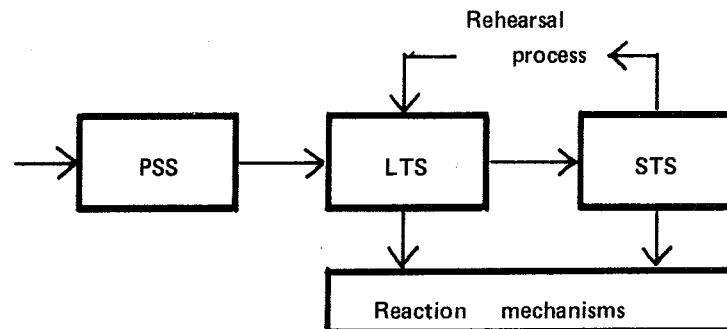 Rehearsal
process
PSS
LTS
STS
Reaction mechanisms